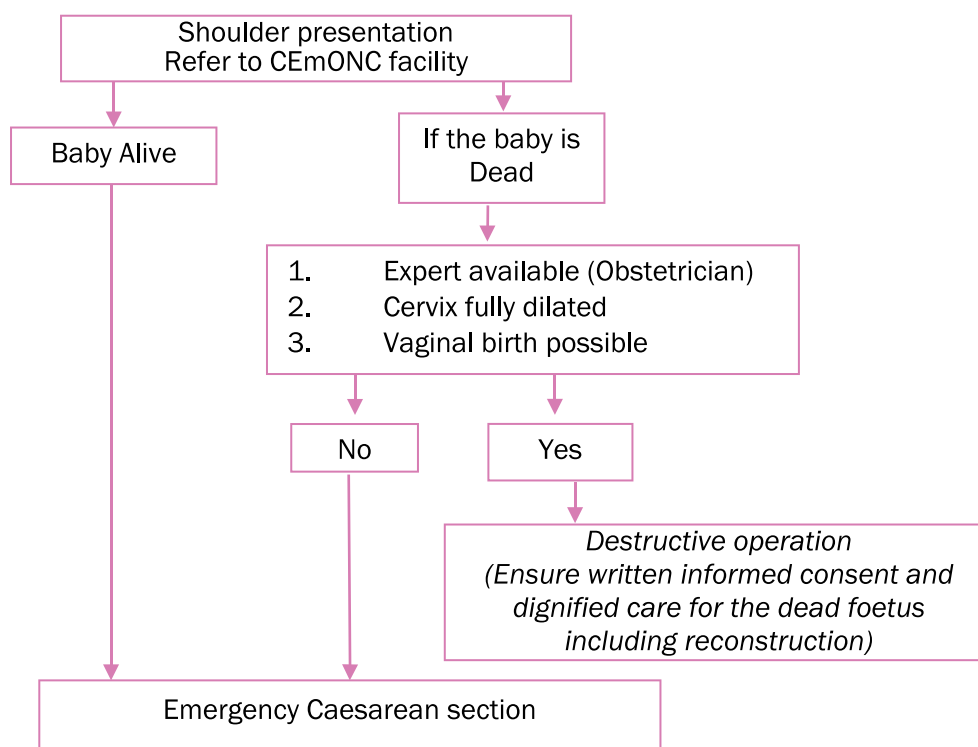 Shoulder presentation
Refer to CEmONC facility
Baby Alive
If the baby is
Dead
1. Expert available (Obstetrician)
2. Cervix fully dilated
3. Vaginal birth possible
No
Yes
Destructive operation
(Ensure written informed consent and
dignified care for the dead foetus
including reconstruction)
Emergency Caesarean section